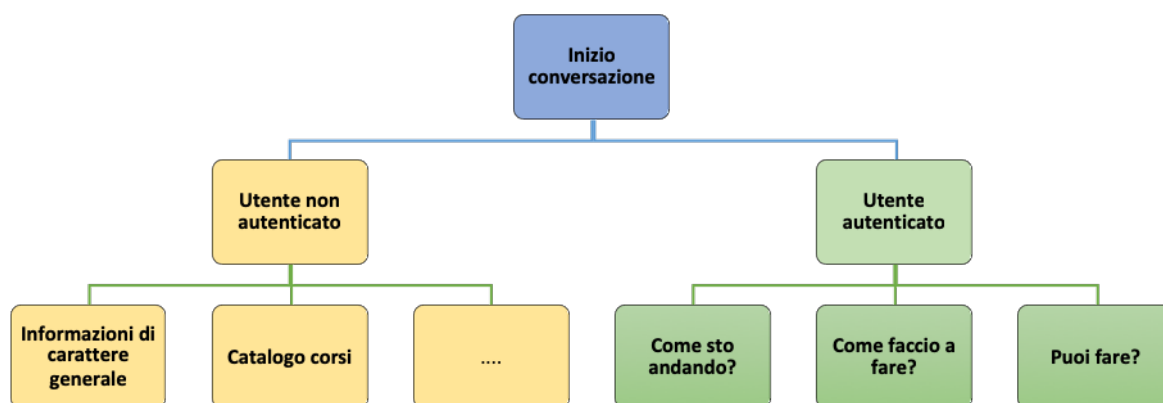 Inizio
conversazione
Utente non
autenticato
Utente
autenticato
Informazioni di
carattere
generale
Catalogo corsi
....
Come sto
andando?
Come faccio a
fare?
Puoi fare?